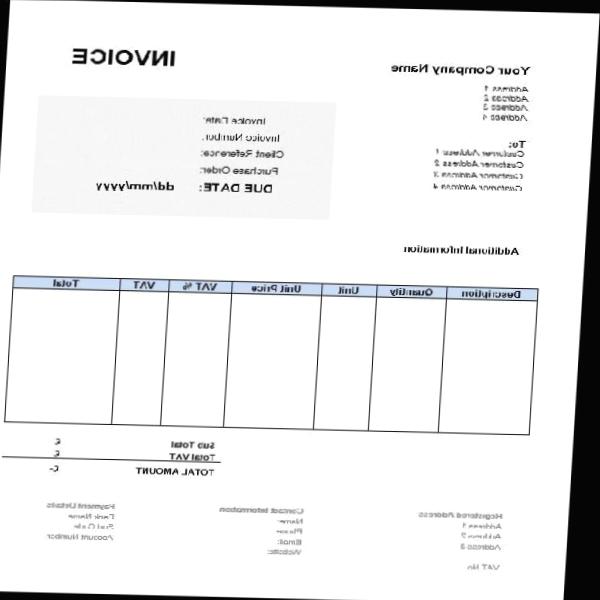 Your Company Name
Address 1
Address 2
Address 3
Address 4
INVOICE
Invoice Date:
Invoice Number:
Client Reference:
Purchase Order:
DUE DATE: dd/mm/yyyy
To:
Customer Address 1
Customer Address 2
Customer Address 3
Customer Address 4
Additional Information
Description Quantity Unit Unit Price VAT % VAT Total
Sub Total €
Total VAT €
TOTAL AMOUNT €-
Registered Address
Address 1
Address 2
Address 3
VAT No
Contact Information
Name:
Phone:
Email:
Website:
Payment Details
Bank Name
Sort Code
Account Number